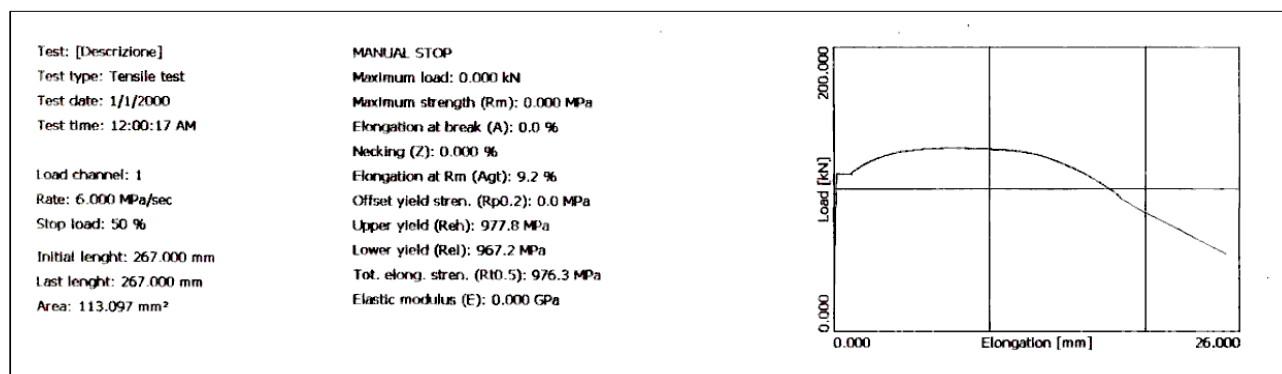 Test: [Descrizione]
Test type: Tensile test
Test date: 1/1/2000
Test time: 12:00:17 AM
Load channel: 1
Rate: 6.000 MPa/sec
Stop load: 50 %
Initial lenght: 267.000 mm
Last lenght: 267.000 mm
Area: 113.097 mm²
MANUAL STOP
Maximum load: 0.000 kN
Maximum strength (Rm): 0.000 MPa
Elongation at break (A): 0.0 %
Necking (Z): 0.000 %
Elongation at Rm (Agt): 9.2 %
Offset yield stren. (Rp0.2): 0.0 MPa
Upper yield (Reh): 977.8 MPa
Lower yield (Rel): 967.2 MPa
Tot. elong. stren. (Rt0.5): 976.3 MPa
Elastic modulus (E): 0.000 GPa
200.000
Load [kN]
0.000
0.000
Elongation [mm]
26.000